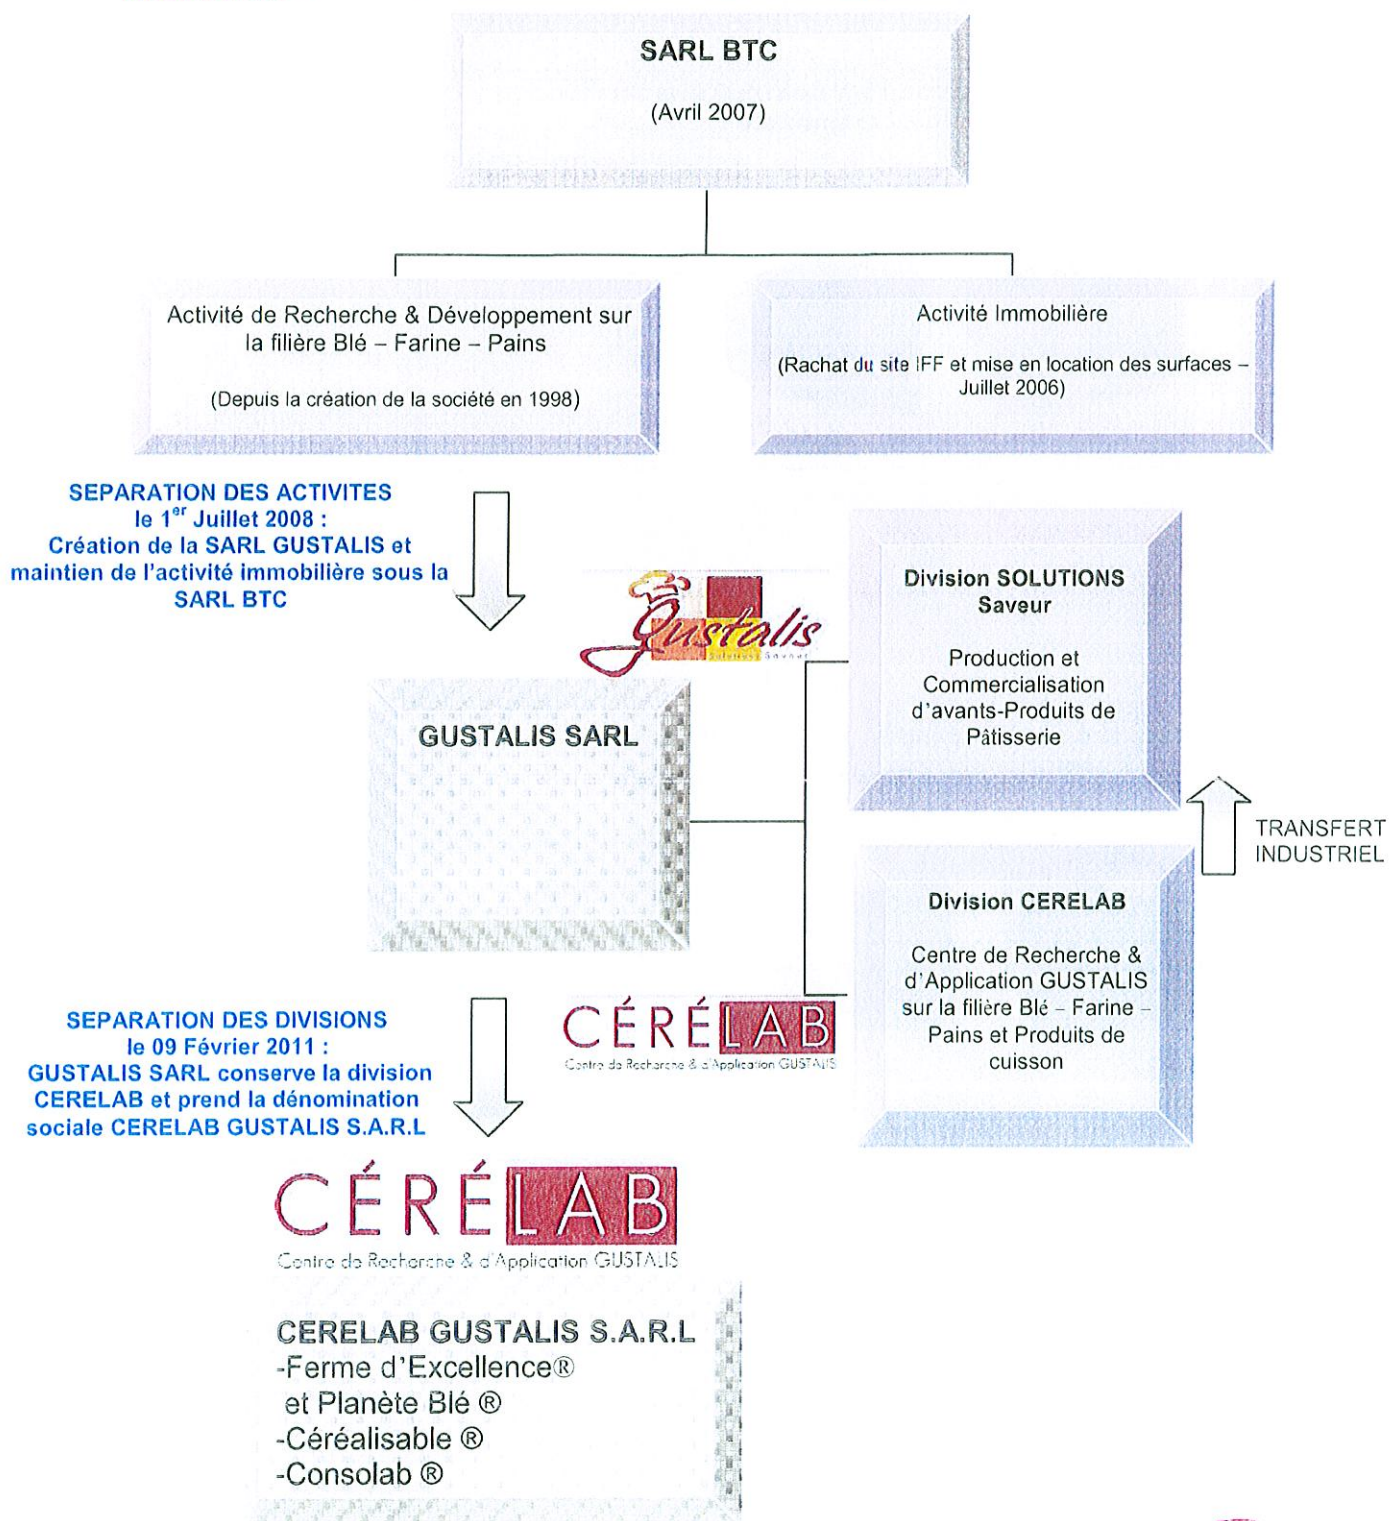 SARL BTC
(Avril 2007)
Activité de Recherche & Développement sur
la filière Blé – Farine – Pains
(Depuis la création de la société en 1998)
Activité Immobilière
(Rachat du site IFF et mise en location des surfaces –
Juillet 2006)
SEPARATION DES ACTIVITES
le 1er Juillet 2008 :
Création de la SARL GUSTALIS et
maintien de l'activité immobilière sous la
SARL BTC
Gustalis
Solutions Saveur
GUSTALIS SARL
Division SOLUTIONS
Saveur
Production et
Commercialisation
d'avants-Produits de
Pâtisserie
TRANSFERT
INDUSTRIEL
Division CERELAB
Centre de Recherche &
d'Application GUSTALIS
sur la filière Blé – Farine –
Pains et Produits de
cuisson
SEPARATION DES DIVISIONS
le 09 Février 2011 :
GUSTALIS SARL conserve la division
CERELAB et prend la dénomination
sociale CERELAB GUSTALIS S.A.R.L
CÉRÉLAB
Centre de Recherche & d'Application GUSTALIS
CÉRÉLAB
Centre de Recherche & d'Application GUSTALIS
CERELAB GUSTALIS S.A.R.L
-Ferme d'Excellence®
et Planète Blé ®
-Céréalisable ®
-Consolab ®